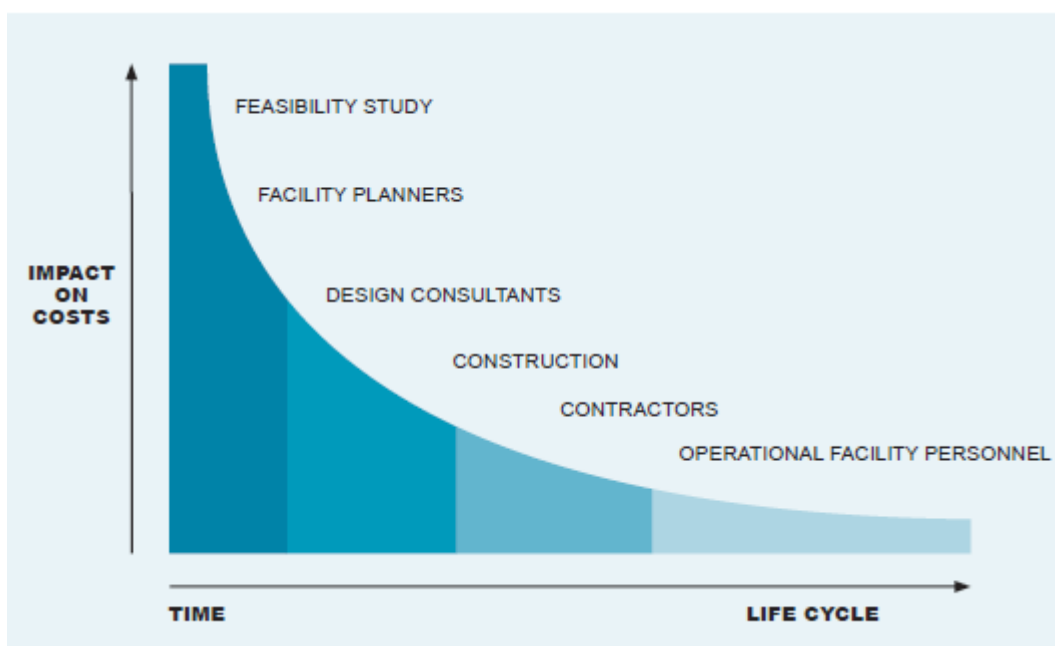 FEASIBILITY STUDY
FACILITY PLANNERS
IMPACT
ON
COSTS
DESIGN CONSULTANTS
CONSTRUCTION
CONTRACTORS
OPERATIONAL FACILITY PERSONNEL
TIME
LIFE CYCLE